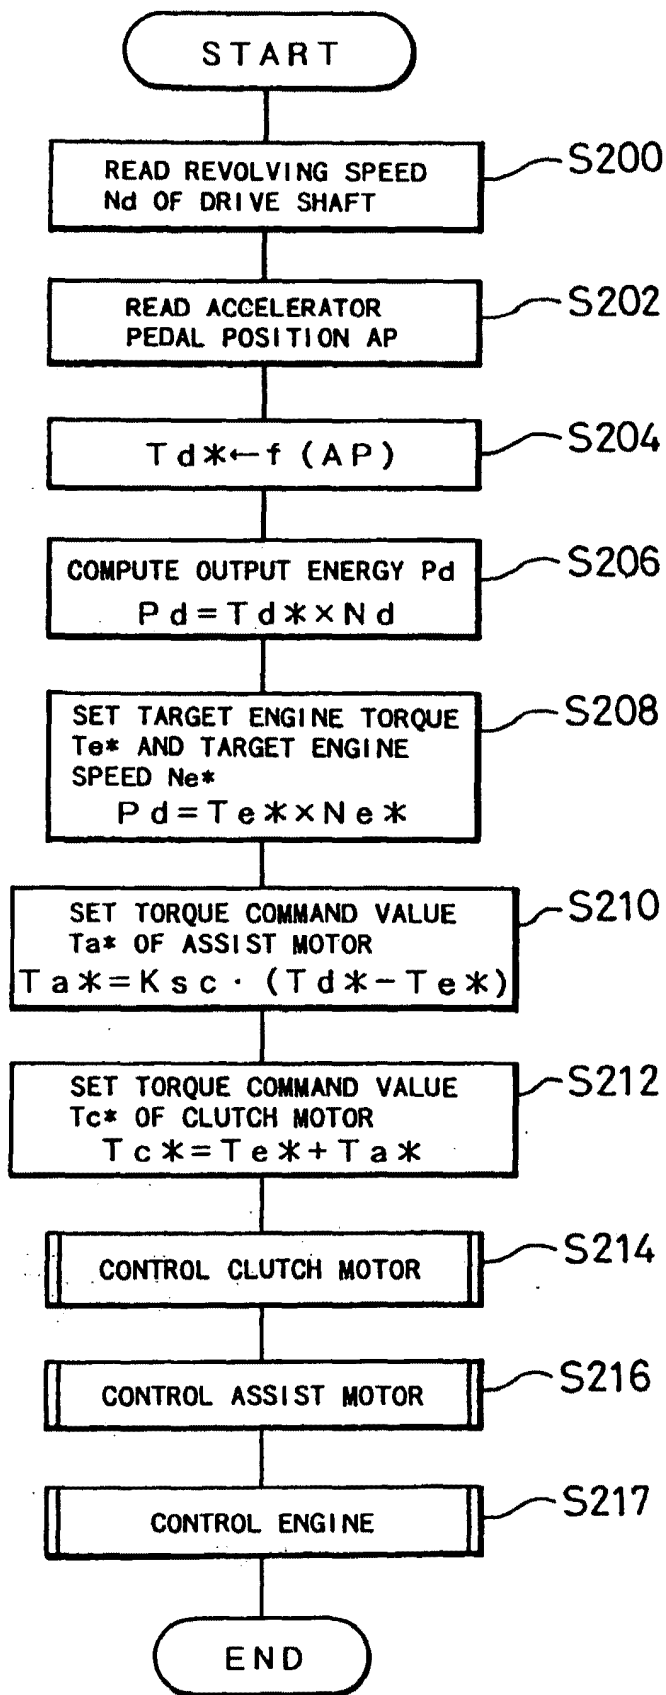 START
READ REVOLVING SPEED
Nd OF DRIVE SHAFT
S200
READ ACCELERATOR
PEDAL POSITION AP
S202
Td*←f(AP)
S204
COMPUTE OUTPUT ENERGY Pd
Pd=Td*×Nd
S206
SET TARGET ENGINE TORQUE
Te* AND TARGET ENGINE
SPEED Ne*
Pd=Te*×Ne*
S208
SET TORQUE COMMAND VALUE
Ta* OF ASSIST MOTOR
Ta*=Ksc·(Td*-Te*)
S210
SET TORQUE COMMAND VALUE
Tc* OF CLUTCH MOTOR
Tc*=Te*+Ta*
S212
CONTROL CLUTCH MOTOR
S214
CONTROL ASSIST MOTOR
S216
CONTROL ENGINE
S217
END